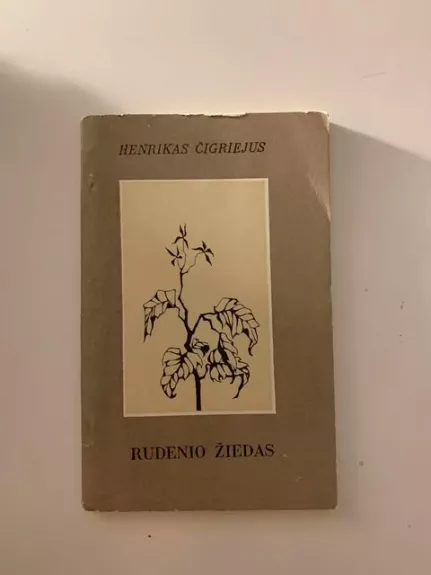 HENRIKAS ČIGRIEJUS
RUDENIO ŽIEDAS